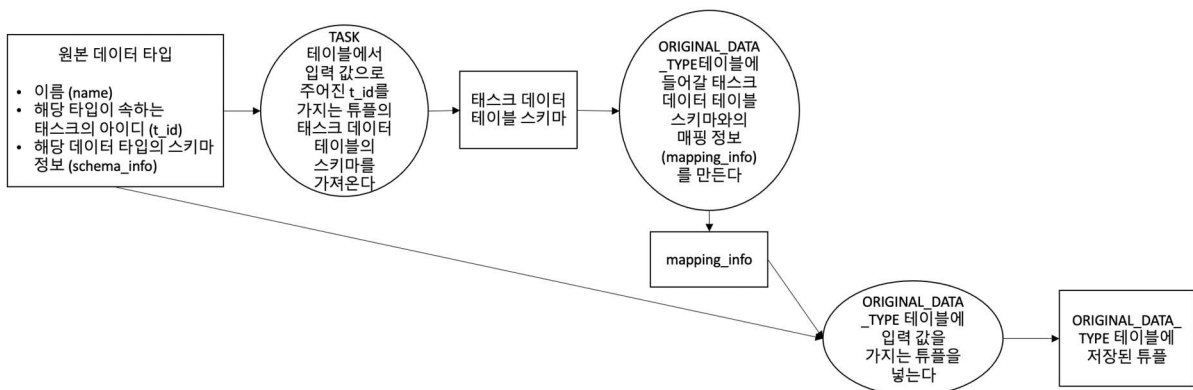 원본 데이터 타입
• 이름 (name)
• 해당 타입이 속하는
태스크의 아이디 (t_id)
• 해당 데이터 타입의 스키마
정보 (schema_info)
TASK
테이블에서
입력 값으로
주어진 t_id를
가지는 튜플의
태스크 데이터
테이블의
스키마를
가져온다
태스크 데이터
테이블 스키마
ORIGINAL_DATA
_TYPE테이블에
들어갈 태스크
데이터 테이블
스키마와의
매핑 정보
(mapping_info)
를 만든다
mapping_info
ORIGINAL_DATA
_TYPE 테이블에
입력 값을
가지는 튜플을
넣는다
ORIGINAL_DATA_
TYPE 테이블에
저장된 튜플